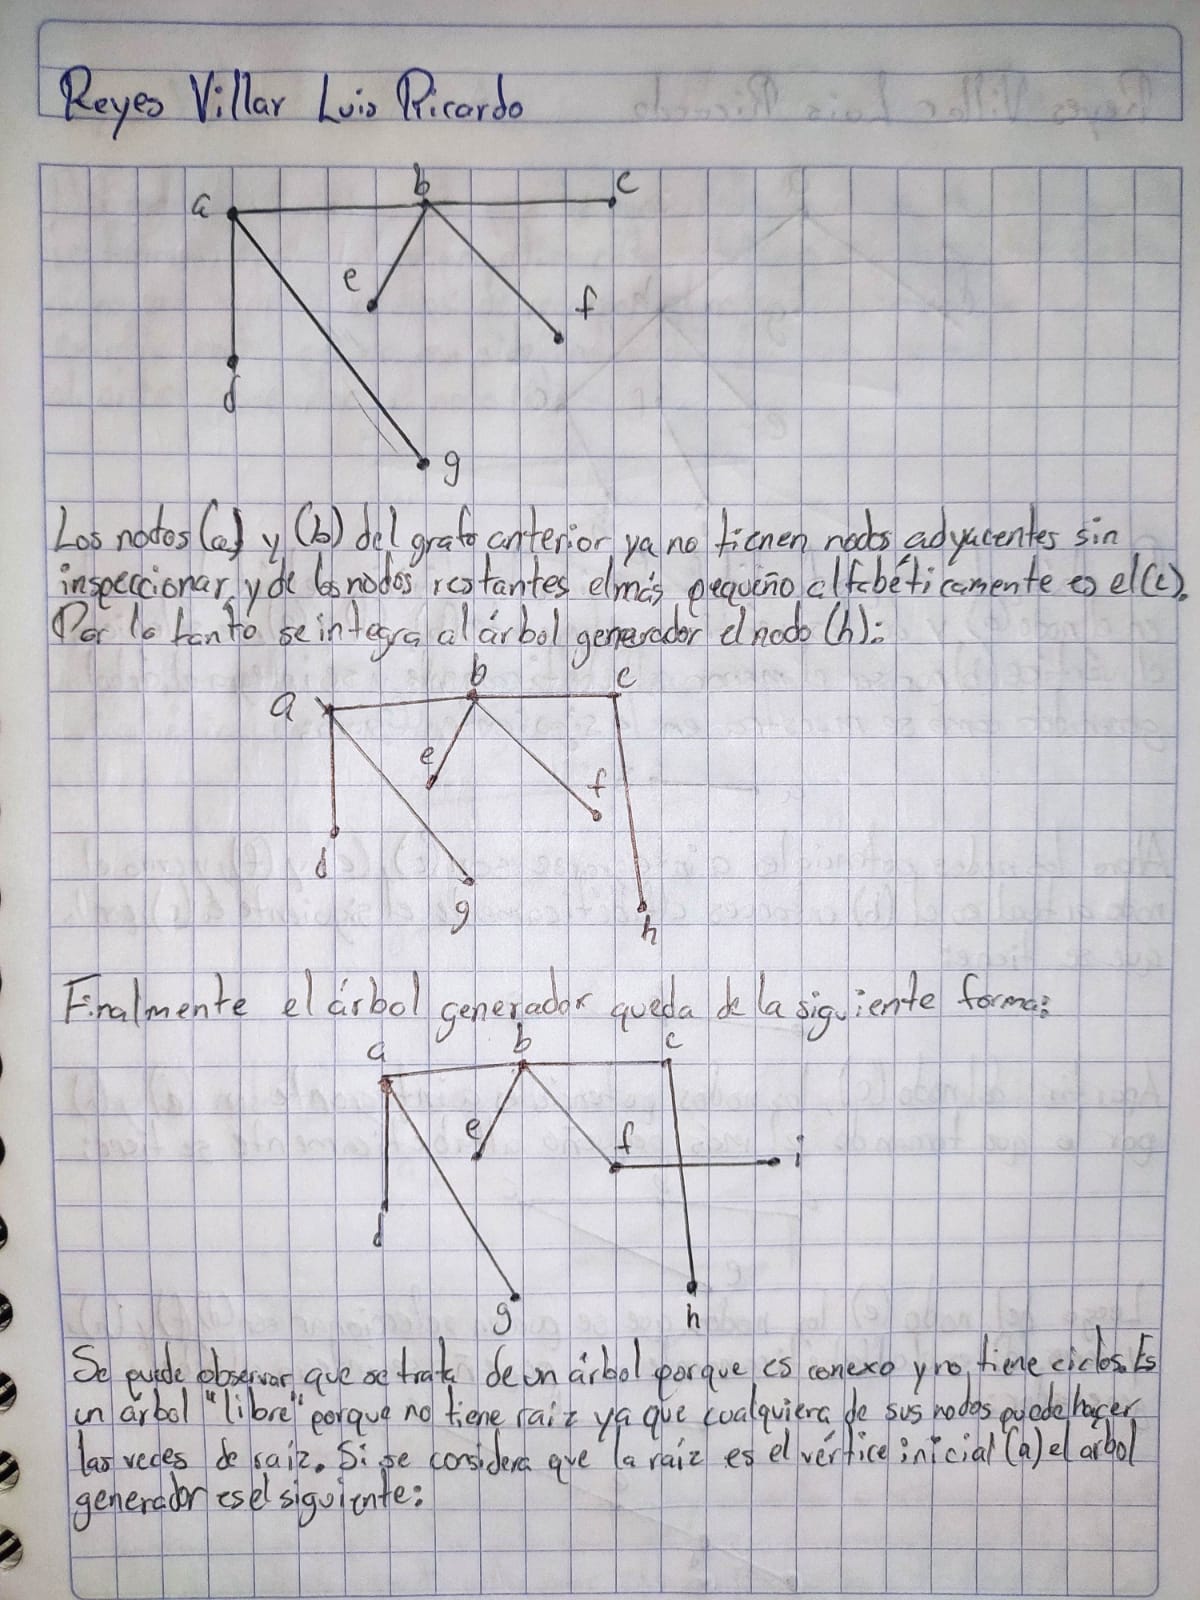 Reyes Villar Luis Ricardo
a b c
e f
d
g
Los nodos (a) y (b) del grafo anterior ya no tienen nodos adyacentes sin
inspeccionar, y de los nodos restantes el más pequeño alfabéticamente es el (c).
Por lo tanto se integra al árbol generador el nodo (h):
a b c
e f
d
g h
Finalmente el árbol generador queda de la siguiente forma:
a b c
e f i
d
g h
Se puede observar que se trata de un árbol porque es conexo y no tiene ciclos. Es
un árbol "libre" porque no tiene raiz ya que cualquiera de sus nodos puede hacer
las veces de raiz. Si se considera que la raíz es el vértice inicial (a) el arbol
generador es el siguiente: